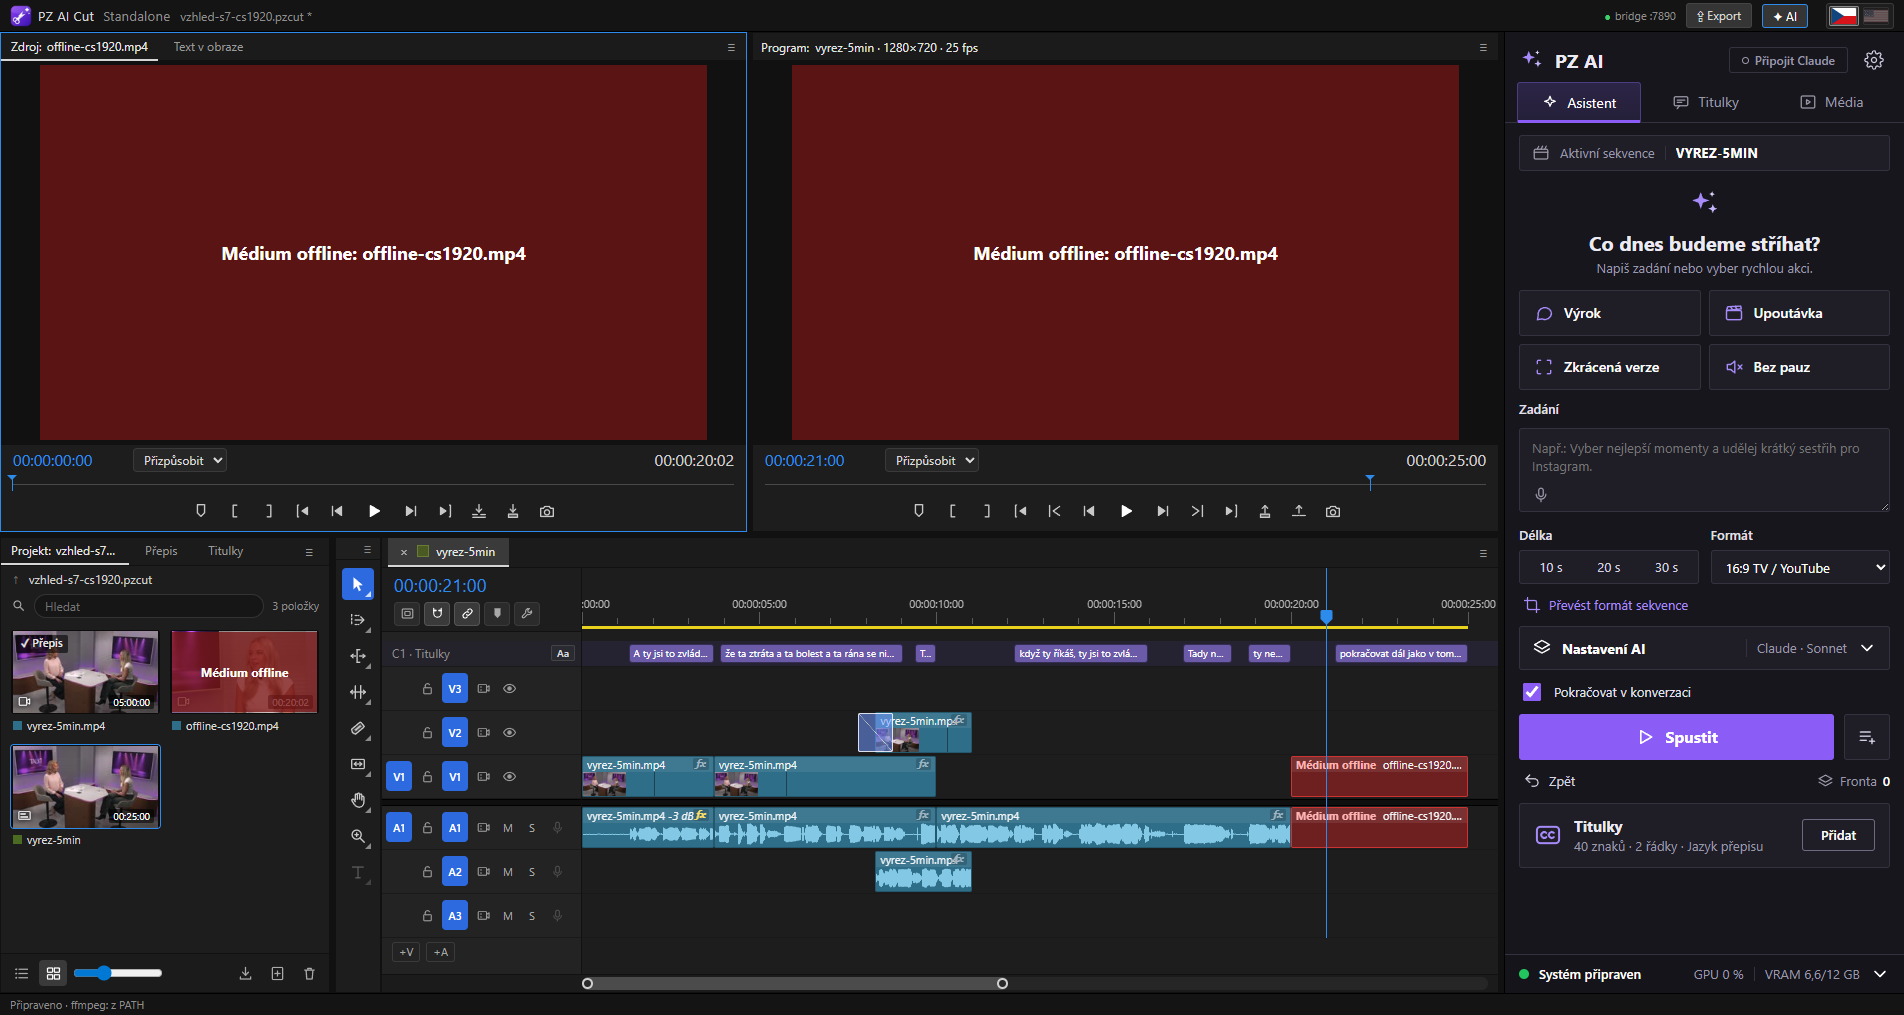 PZ AI Cut Standalone vzhled-s7-cs1920.pzcut *
bridge :7890 Export AI
Zdroj: offline-cs1920.mp4 Text v obraze
Médium offline: offline-cs1920.mp4
00:00:00:00 Přizpůsobit 00:00:20:02
Program: vyrez-5min · 1280×720 · 25 fps
Médium offline: offline-cs1920.mp4
00:00:21:00 Přizpůsobit 00:00:25:00
Projekt: vzhled-s7... Přepis Titulky
vzhled-s7-cs1920.pzcut
Hledat 3 položky
✓ Přepis
05:00:00
vyrez-5min.mp4
Médium offline
00:20:02
offline-cs1920.mp4
00:25:00
vyrez-5min
× vyrez-5min
00:00:21:00
:00:00 00:00:05:00 00:00:10:00 00:00:15:00 00:00:20:00 00:00:25:00
C1 · Titulky Aa
A ty jsi to zvlád... že ta ztráta a ta bolest a ta rána se ni... T... když ty říkáš, ty jsi to zvlá... Tady n... ty ne... pokračovat dál jako v tom...
V3
V2 vyrez-5min.mp4 fx
V1 V1 vyrez-5min.mp4 fx vyrez-5min.mp4 fx Médium offline offline-cs1920....
A1 A1 M S vyrez-5min.mp4 -3 dB fx vyrez-5min.mp4 fx vyrez-5min.mp4 fx Médium offline offline-cs1920....
A2 M S vyrez-5min.mp4 fx
A3 M S
+V +A
Připraveno · ffmpeg: z PATH
PZ AI Připojit Claude
Asistent Titulky Média
Aktivní sekvence VYREZ-5MIN
Co dnes budeme stříhat?
Napiš zadání nebo vyber rychlou akci.
Výrok Upoutávka
Zkrácená verze Bez pauz
Zadání
Např.: Vyber nejlepší momenty a udělej krátký sestřih pro
Instagram.
Délka Formát
10 s 20 s 30 s 16:9 TV / YouTube
Převést formát sekvence
Nastavení AI Claude · Sonnet
Pokračovat v konverzaci
Spustit
Zpět Fronta 0
CC Titulky
40 znaků · 2 řádky · Jazyk přepisu
Přidat
Systém připraven GPU 0 % VRAM 6,6/12 GB